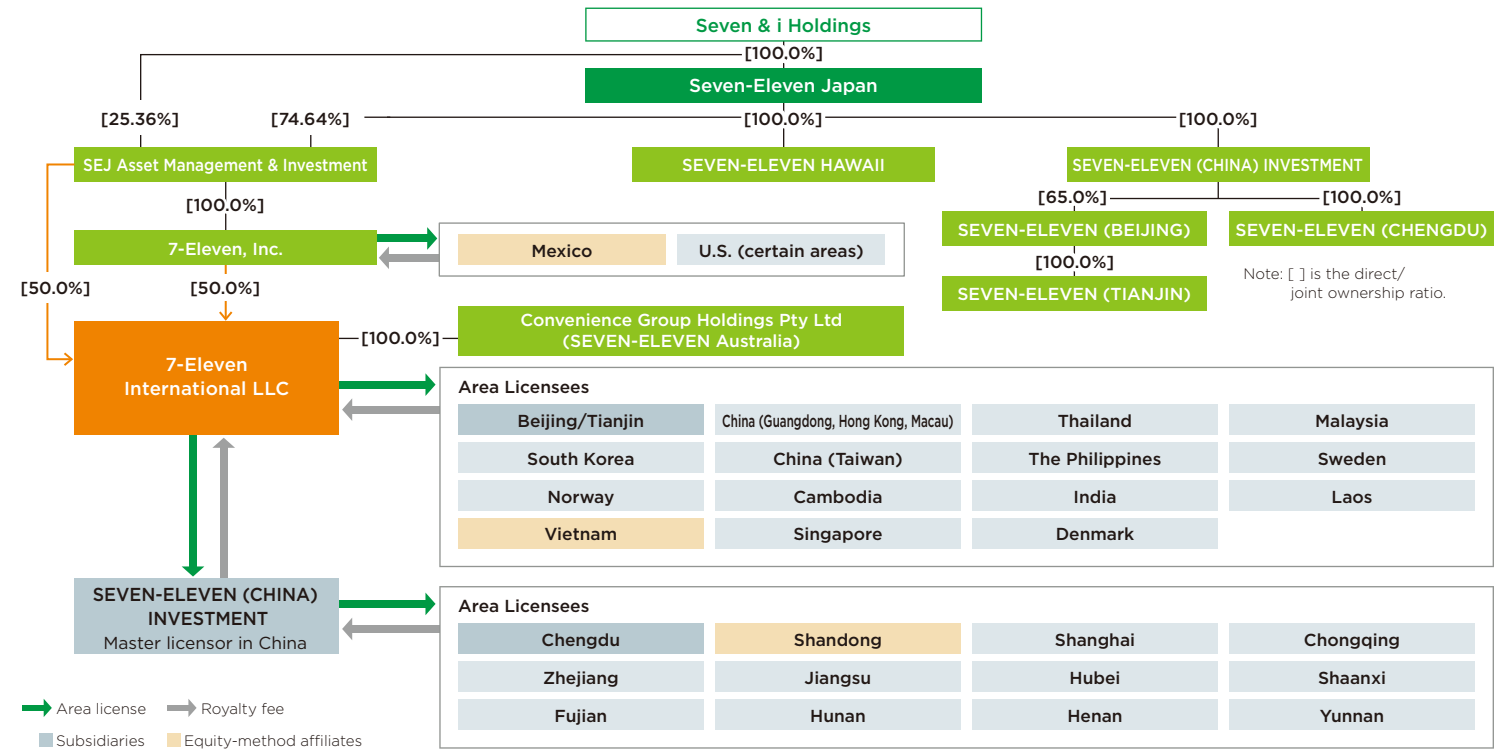 Seven & i Holdings
[100.0%]
Seven-Eleven Japan
[25.36%]
[74.64%]
[100.0%]
[100.0%]
SEJ Asset Management & Investment
SEVEN-ELEVEN HAWAII
SEVEN-ELEVEN (CHINA) INVESTMENT
[100.0%]
[65.0%]
[100.0%]
7-Eleven, Inc.
Mexico
U.S. (certain areas)
SEVEN-ELEVEN (BEIJING)
SEVEN-ELEVEN (CHENGDU)
[100.0%]
SEVEN-ELEVEN (TIANJIN)
Note: [ ] is the direct/
joint ownership ratio.
[50.0%]
[50.0%]
7-Eleven
International LLC
[100.0%]
Convenience Group Holdings Pty Ltd
(SEVEN-ELEVEN Australia)
Area Licensees
Beijing/Tianjin
China (Guangdong, Hong Kong, Macau)
Thailand
Malaysia
South Korea
China (Taiwan)
The Philippines
Sweden
Norway
Cambodia
India
Laos
Vietnam
Singapore
Denmark
SEVEN-ELEVEN (CHINA)
INVESTMENT
Master licensor in China
Area Licensees
Chengdu
Shandong
Shanghai
Chongqing
Zhejiang
Jiangsu
Hubei
Shaanxi
Fujian
Hunan
Henan
Yunnan
Area license
Royalty fee
Subsidiaries
Equity-method affiliates